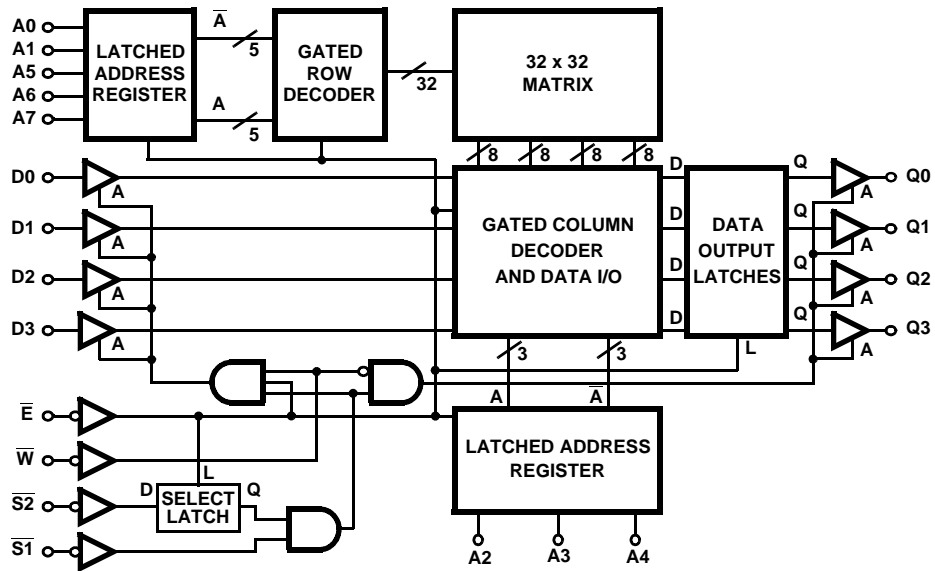 A0
A1
A5
A6
A7
LATCHED
ADDRESS
REGISTER
A̅
5
A
5
GATED
ROW
DECODER
32
32 x 32
MATRIX
8
8
8
8
D0
A
D1
A
D2
A
D3
A
GATED COLUMN
DECODER
AND DATA I/O
D
D
D
D
DATA
OUTPUT
LATCHES
L
Q
Q
Q
Q
A
Q0
A
Q1
A
Q2
A
Q3
3
3
A
A̅
LATCHED ADDRESS
REGISTER
A2
A3
A4
E̅
W̅
S̅2̅
S̅1̅
L
D
SELECT
LATCH
Q